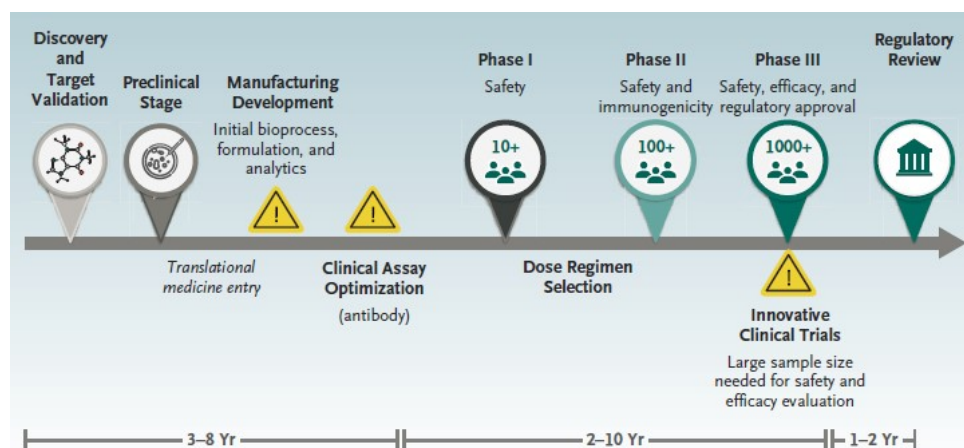 Discovery
and
Target
Validation
Preclinical
Stage
Manufacturing
Development
Initial bioprocess,
formulation, and
analytics
Phase I
Safety
10+
Phase II
Safety and
immunogenicity
100+
Phase III
Safety, efficacy, and
regulatory approval
1000+
Regulatory
Review
!
!
Translational
medicine entry
Clinical Assay
Optimization
(antibody)
Dose Regimen
Selection
!
Innovative
Clinical Trials
Large sample size
needed for safety and
efficacy evaluation
3–8 Yr
2–10 Yr
1–2 Yr